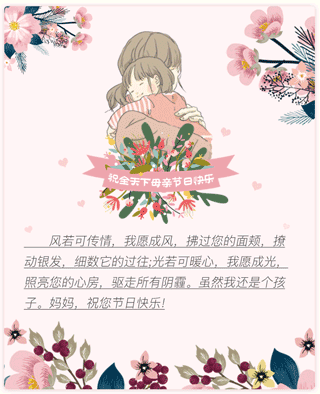 祝全天下母亲节日快乐
风若可传情，我愿成风，拂过您的面颊，撩
动银发，细数它的过往;光若可暖心，我愿成光，
照亮您的心房，驱走所有阴霾。虽然我还是个孩
子。妈妈，祝您节日快乐!